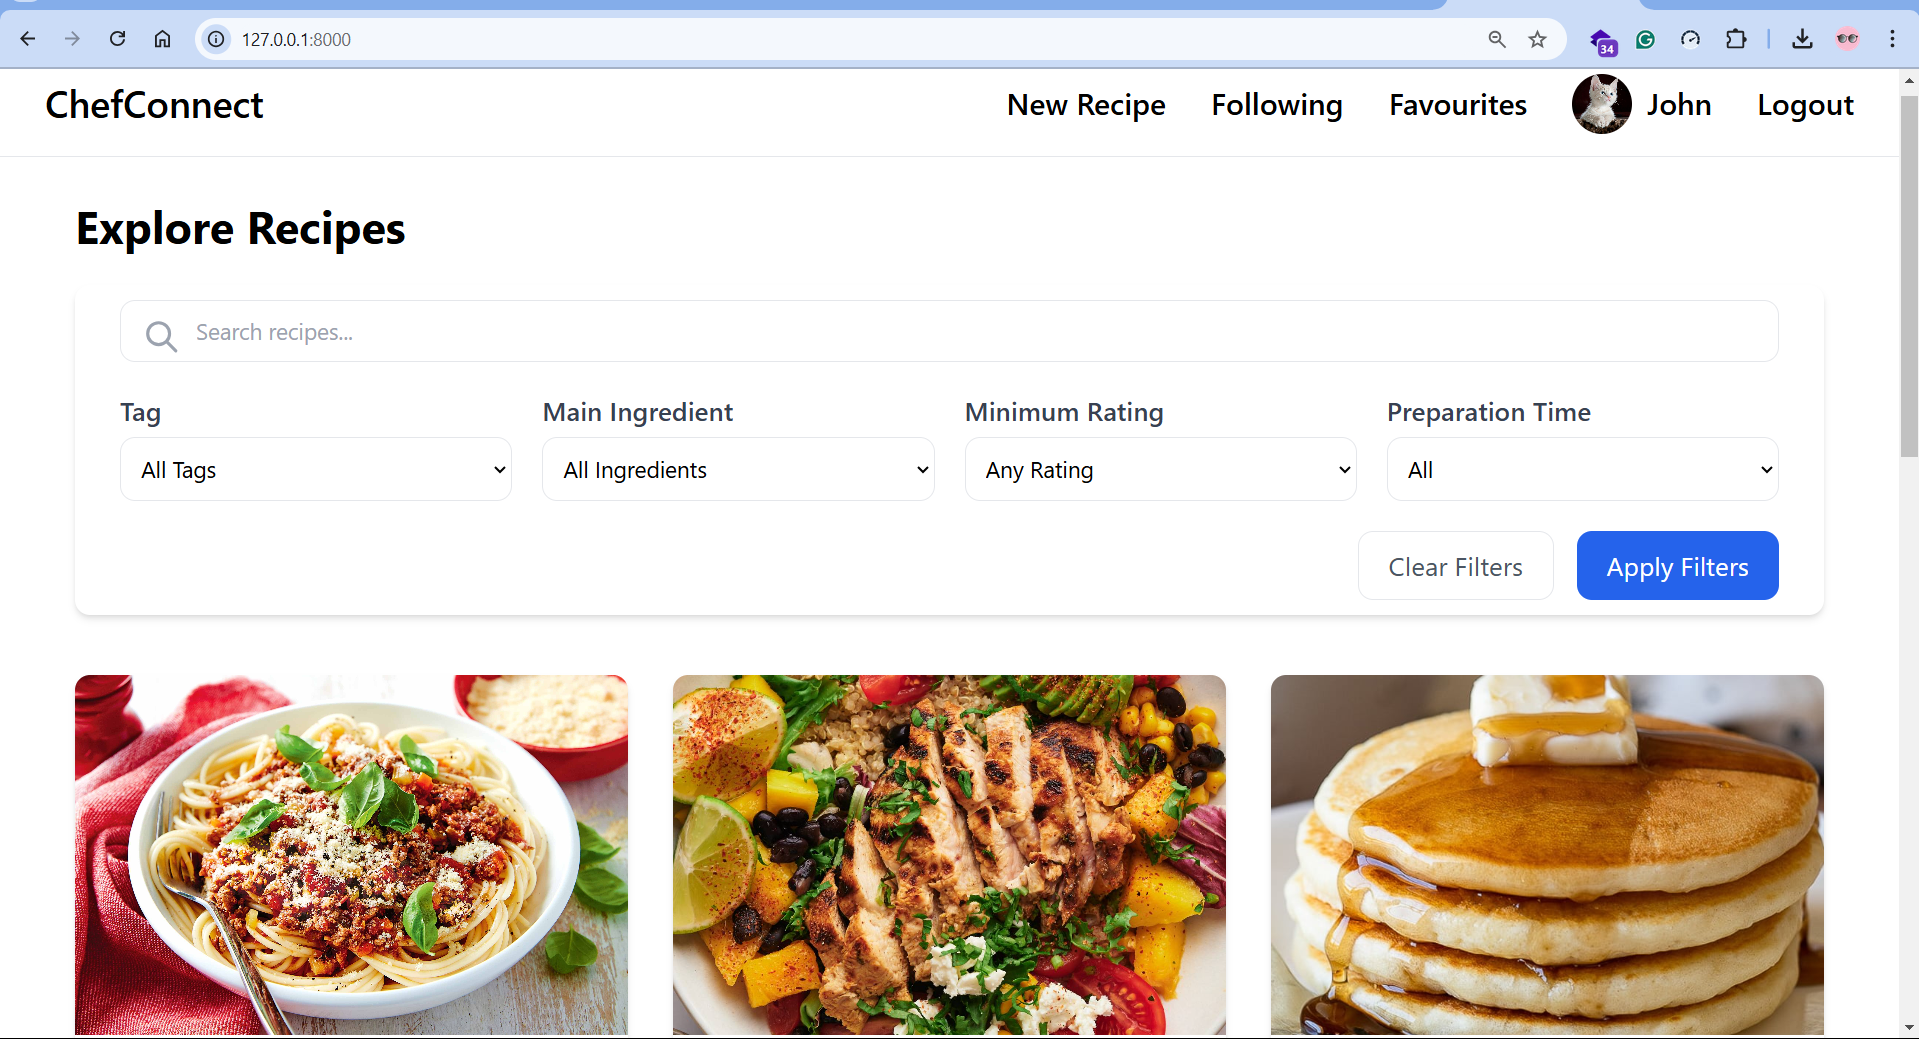 127.0.0.1:8000
34
ChefConnect
New Recipe Following Favourites John Logout
Explore Recipes
Search recipes...
Tag Main Ingredient Minimum Rating Preparation Time
All Tags All Ingredients Any Rating All
Clear Filters Apply Filters